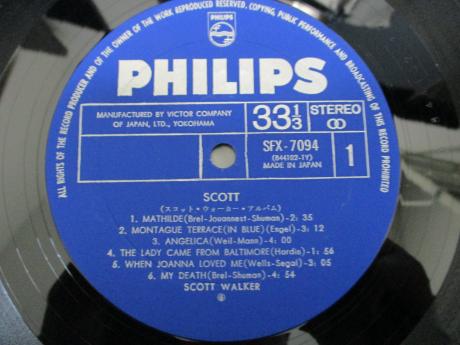 ALL RIGHTS OF THE RECORD PRODUCER AND OF THE OWNER OF THE WORK REPRODUCED RESERVED. COPYING, PUBLIC PERFORMANCE AND BROADCASTING OF THIS RECORD PROHIBITED
PHILIPS
PHILIPS
MANUFACTURED BY VICTOR COMPANY
OF JAPAN, LTD., YOKOHAMA
33 1/3
STEREO
SFX-7094
(844102-1Y)
MADE IN JAPAN
1
SCOTT
(スコット・ウォーカー・アルバム)
1. MATHILDE(Brel-Jouannest-Shuman)-2: 35
2. MONTAGUE TERRACE(IN BLUE)(Engel)-3: 12
3. ANGELICA(Weil-Mann)-4: 00
4. THE LADY CAME FROM BALTIMORE(Hardin)-1: 56
5. WHEN JOANNA LOVED ME(Wells-Segal)-3: 05
6. MY DEATH(Brel-Shuman)-4: 54
SCOTT WALKER